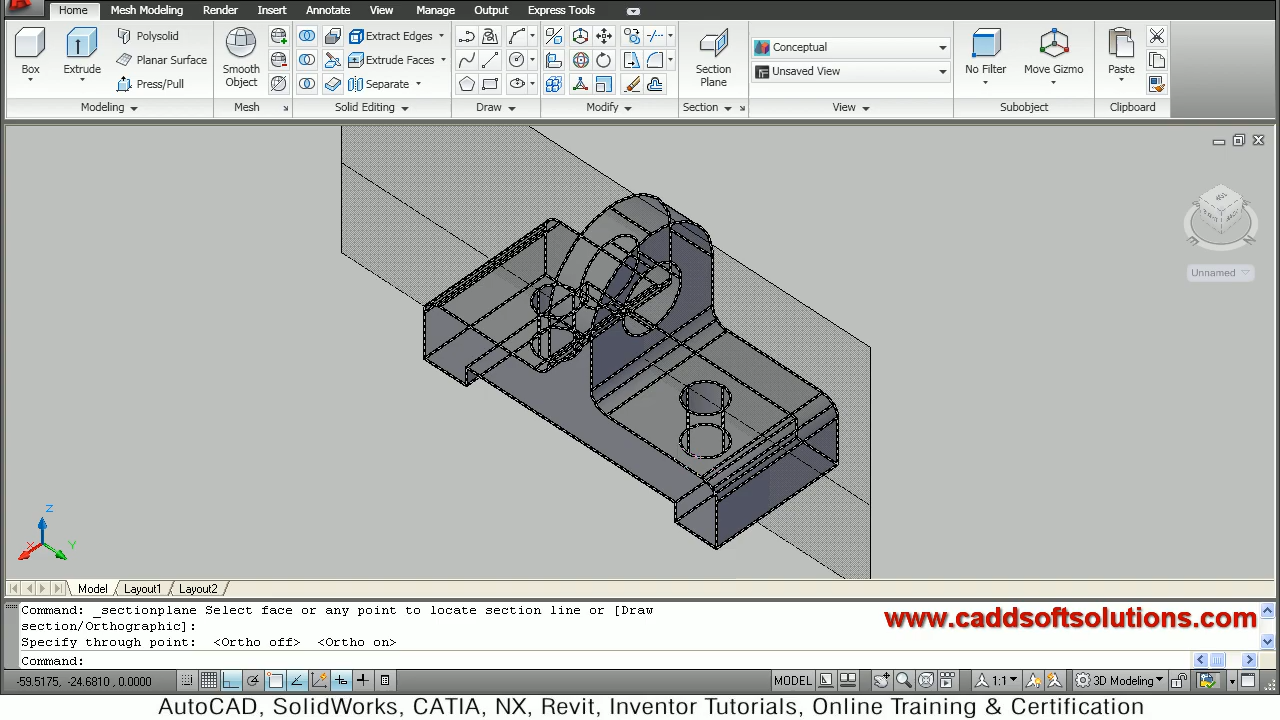 Home Mesh Modeling Render Insert Annotate View Manage Output Express Tools
Polysolid Extract Edges Conceptual
Planar Surface Extrude Faces
Box Extrude Press/Pull Smooth Object Separate Section Plane Unsaved View No Filter Move Gizmo Paste
Modeling Mesh Solid Editing Draw Modify Section View Subobject Clipboard
Unnamed
Z
X Y
Model Layout1 Layout2
Command: _sectionplane Select face or any point to locate section line or [Draw
section/Orthographic]:
Specify through point: <Ortho off> <Ortho on>
Command:
www.caddsoftsolutions.com
-59.5175, -24.6810, 0.0000 MODEL 1:1 3D Modeling
AutoCAD, SolidWorks, CATIA, NX, Revit, Inventor Tutorials, Online Training & Certification